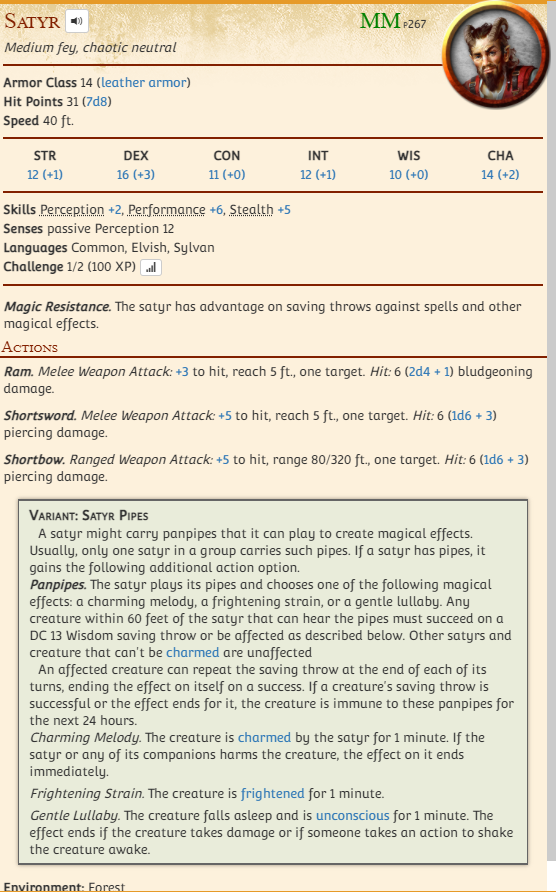 Satyr
MM P267
Medium fey, chaotic neutral
Armor Class 14 (leather armor)
Hit Points 31 (7d8)
Speed 40 ft.
STR DEX CON INT WIS CHA
12 (+1) 16 (+3) 11 (+0) 12 (+1) 10 (+0) 14 (+2)
Skills Perception +2, Performance +6, Stealth +5
Senses passive Perception 12
Languages Common, Elvish, Sylvan
Challenge 1/2 (100 XP)
Magic Resistance. The satyr has advantage on saving throws against spells and other
magical effects.
Actions
Ram. Melee Weapon Attack: +3 to hit, reach 5 ft., one target. Hit: 6 (2d4 + 1) bludgeoning
damage.
Shortsword. Melee Weapon Attack: +5 to hit, reach 5 ft., one target. Hit: 6 (1d6 + 3)
piercing damage.
Shortbow. Ranged Weapon Attack: +5 to hit, range 80/320 ft., one target. Hit: 6 (1d6 + 3)
piercing damage.
Variant: Satyr Pipes
A satyr might carry panpipes that it can play to create magical effects.
Usually, only one satyr in a group carries such pipes. If a satyr has pipes, it
gains the following additional action option.
Panpipes. The satyr plays its pipes and chooses one of the following magical
effects: a charming melody, a frightening strain, or a gentle lullaby. Any
creature within 60 feet of the satyr that can hear the pipes must succeed on a
DC 13 Wisdom saving throw or be affected as described below. Other satyrs and
creature that can't be charmed are unaffected
An affected creature can repeat the saving throw at the end of each of its
turns, ending the effect on itself on a success. If a creature's saving throw is
successful or the effect ends for it, the creature is immune to these panpipes for
the next 24 hours.
Charming Melody. The creature is charmed by the satyr for 1 minute. If the
satyr or any of its companions harms the creature, the effect on it ends
immediately.
Frightening Strain. The creature is frightened for 1 minute.
Gentle Lullaby. The creature falls asleep and is unconscious for 1 minute. The
effect ends if the creature takes damage or if someone takes an action to shake
the creature awake.
Environment: Forest